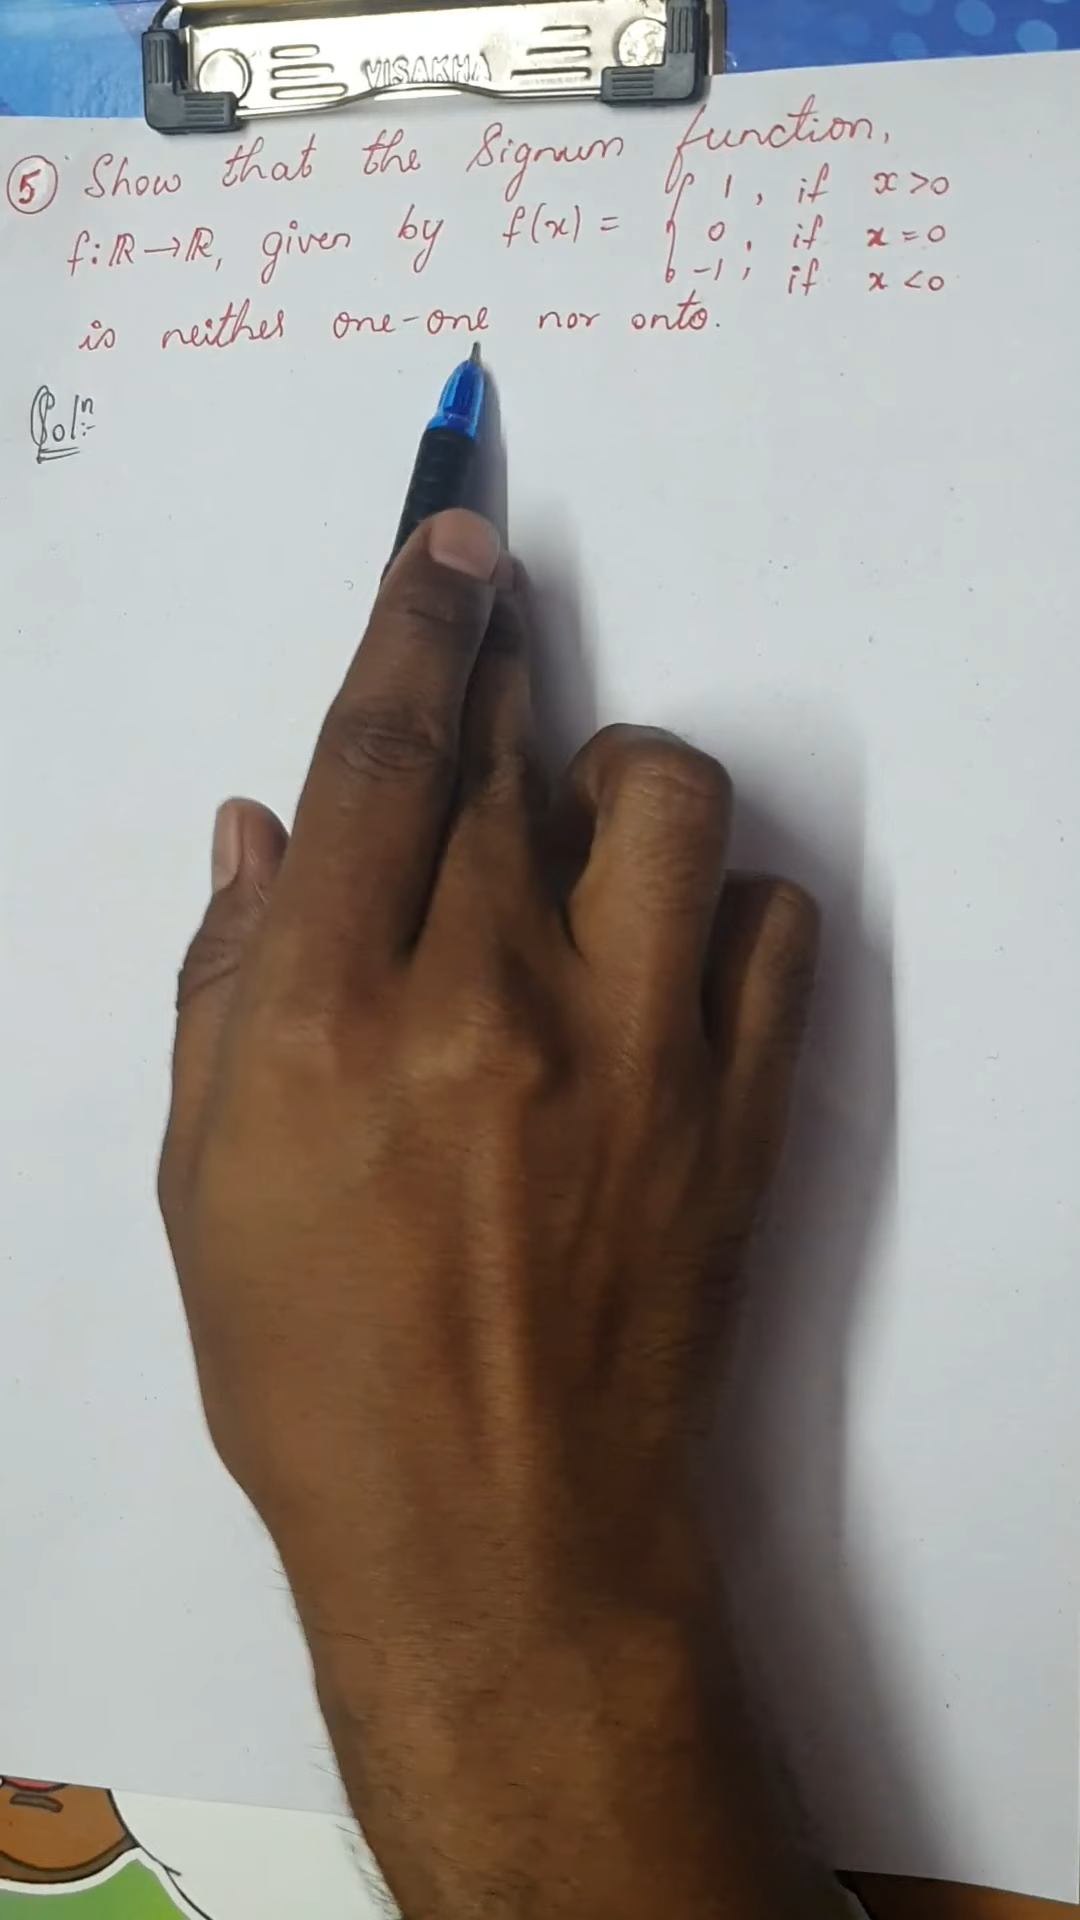 VISAKHA
5 Show that the Signum function,
f:ℝ→ℝ, given by f(x) = { 1, if x>0
0, if x=0
-1, if x<0
is neither one-one nor onto.
Solⁿ:-